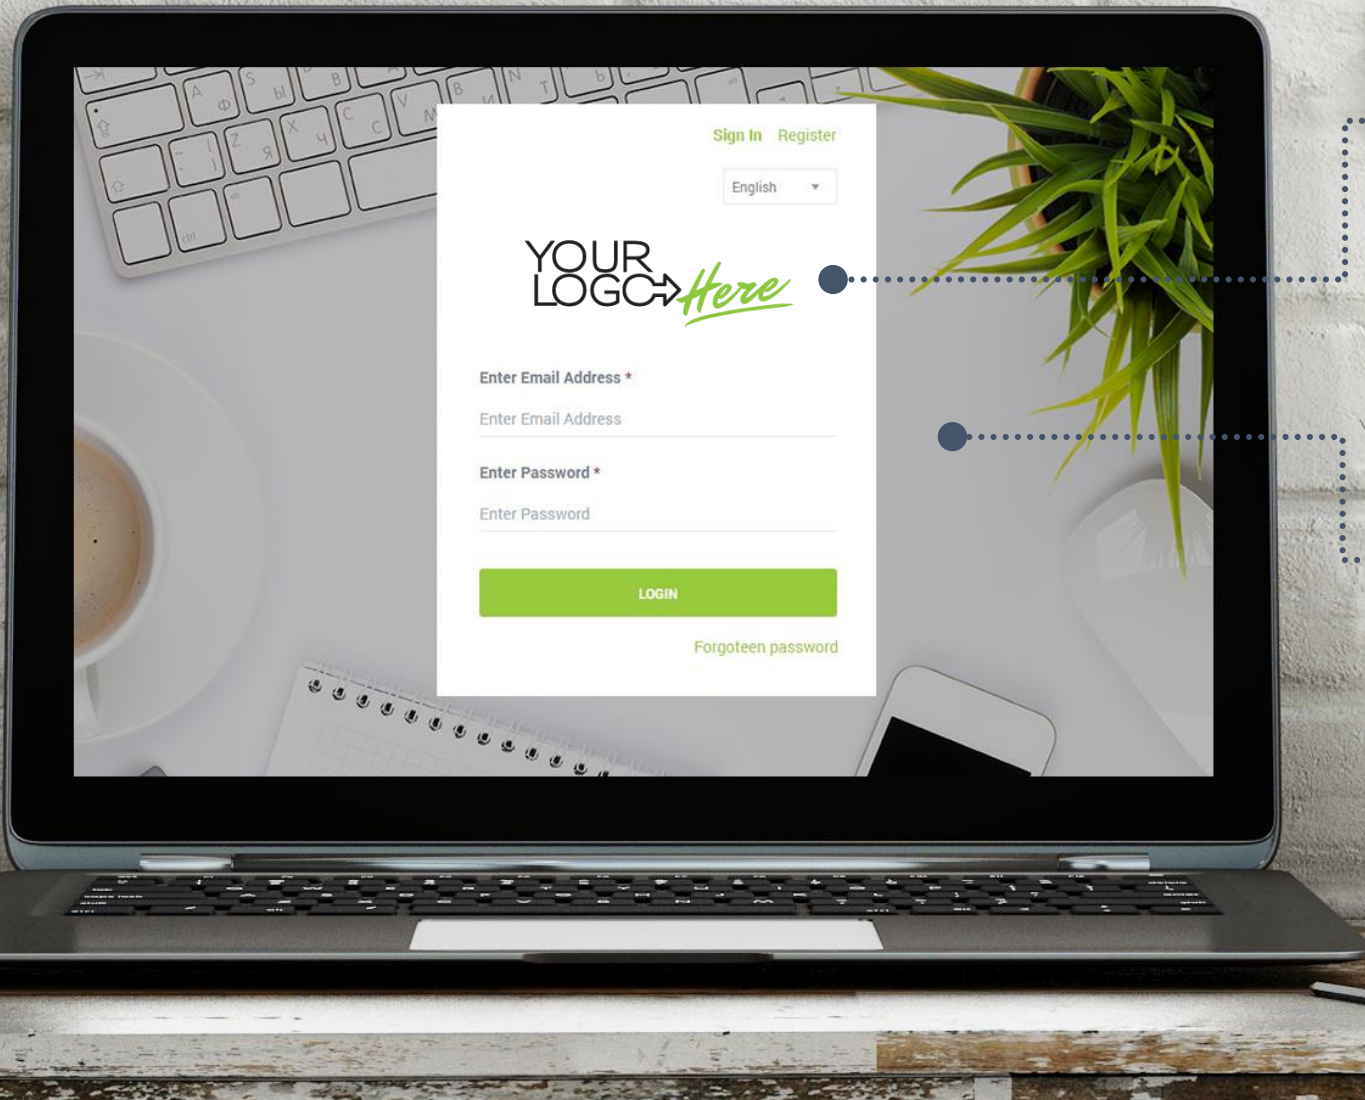 Sign In Register
English
YOUR
LOGO Here
Enter Email Address *
Enter Email Address
Enter Password *
Enter Password
LOGIN
Forgoteen password